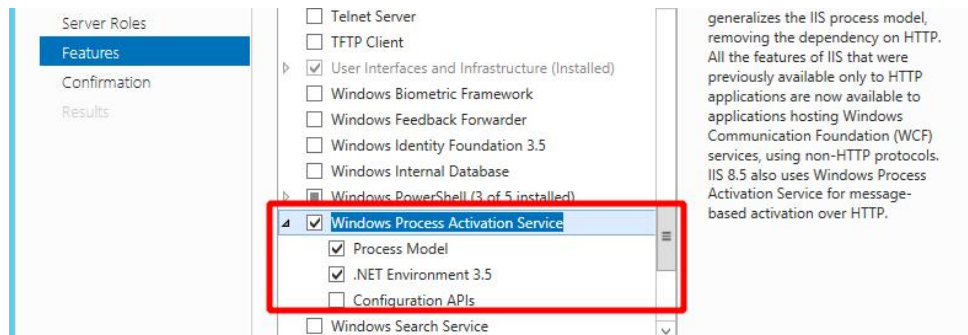 Server Roles
Features
Confirmation
Results
Telnet Server
TFTP Client
User Interfaces and Infrastructure (Installed)
Windows Biometric Framework
Windows Feedback Forwarder
Windows Identity Foundation 3.5
Windows Internal Database
Windows PowerShell (3 of 5 installed)
Windows Process Activation Service
Process Model
.NET Environment 3.5
Configuration APIs
Windows Search Service
generalizes the IIS process model,
removing the dependency on HTTP.
All the features of IIS that were
previously available only to HTTP
applications are now available to
applications hosting Windows
Communication Foundation (WCF)
services, using non-HTTP protocols.
IIS 8.5 also uses Windows Process
Activation Service for message-
based activation over HTTP.